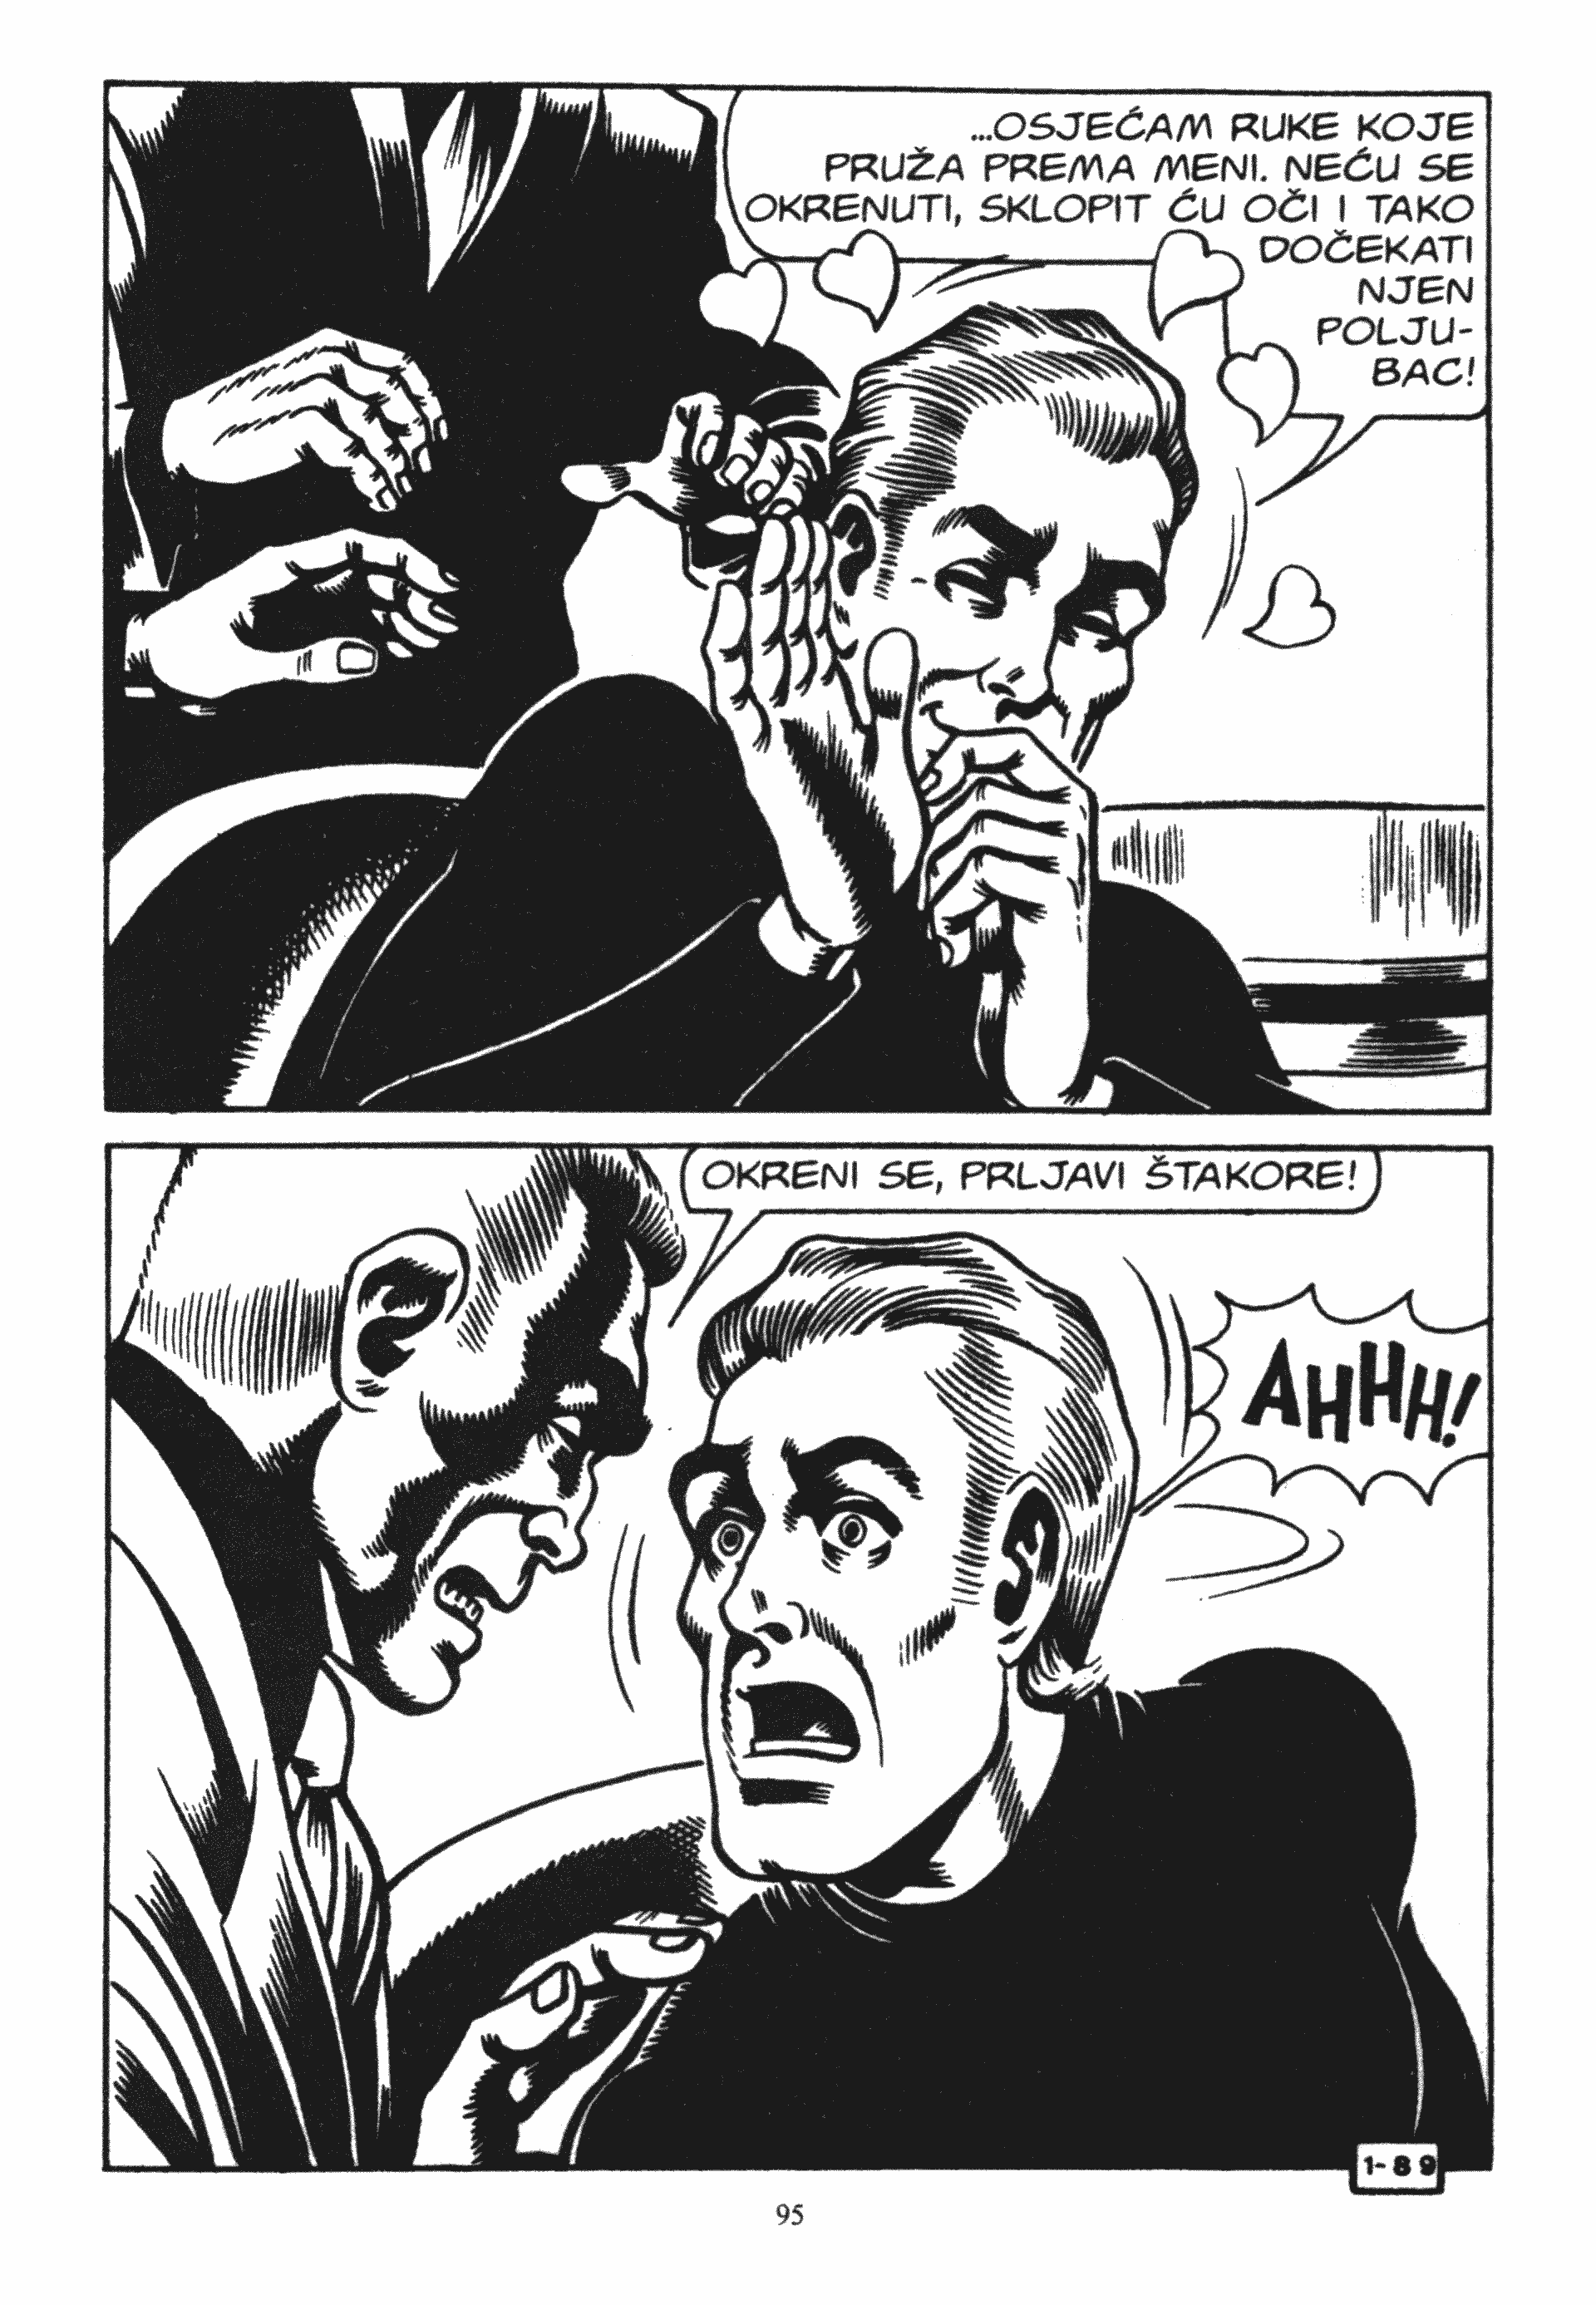 ...OSJEĆAM RUKE KOJE
PRUŽA PREMA MENI. NEĆU SE
OKRENUTI, SKLOPIT ĆU OČI I TAKO
DOČEKATI
NJEN
POLJU-
BAC!
OKRENI SE, PRLJAVI ŠTAKORE!
AHHH!
1-89
95